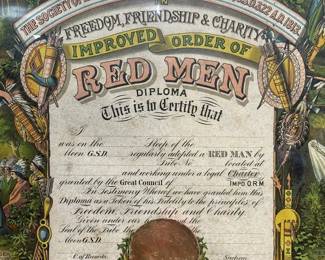 THE SOCIETY OF
FREEDOM, FRIENDSHIP & CHARITY
IMPROVED ORDER OF
RED MEN
DIPLOMA
This is to Certify that
was on the Sleep of the
Moon G.S.D. regularly adopted a RED MAN by
Tribe No located at
and working under a legal Charter
granted by the Great Council of IMP'D O.R.M.
In Testimony Whereof we have granted him this
Diploma as a Token of his Fidelity to the principles of
Freedom, Friendship and Charity
Given under our
Seal of the Tribe the
Moon G.S.D.
C. of Records Sachem